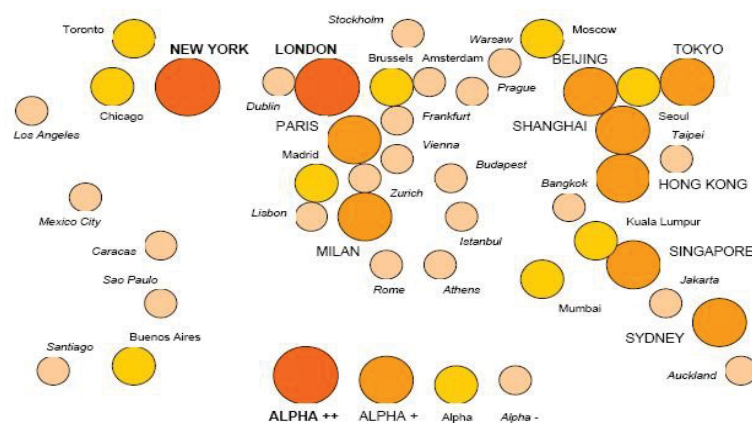 Stockholm
Toronto
NEW YORK
LONDON
Warsaw
Moscow
Brussels
Amsterdam
BEIJING
TOKYO
Dublin
Prague
Chicago
Los Angeles
PARIS
Frankfurt
SHANGHAI
Seoul
Taipei
Madrid
Vienna
Budapest
Bangkok
HONG KONG
Zurich
Mexico City
Lisbon
Istanbul
Kuala Lumpur
Caracas
MILAN
SINGAPORE
Sao Paulo
Rome
Athens
Mumbai
Jakarta
SYDNEY
Santiago
Buenos Aires
Auckland
ALPHA ++
ALPHA +
Alpha
Alpha -